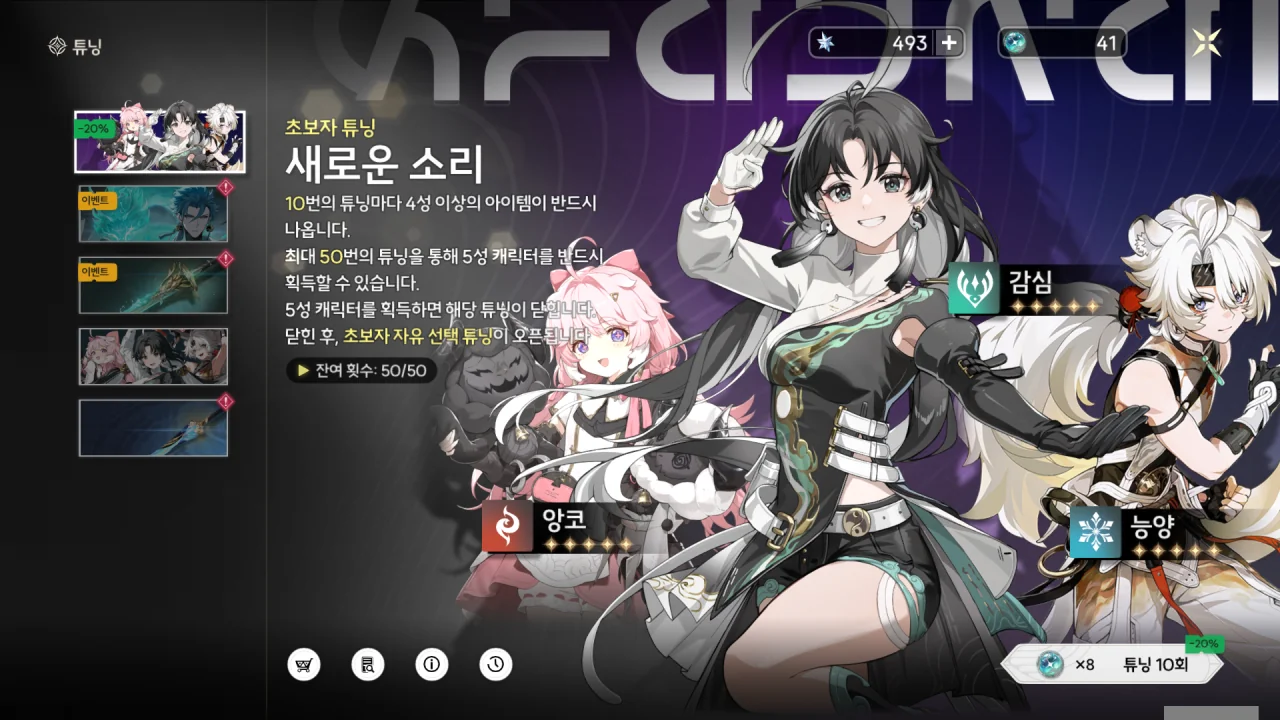 튜닝
493
41
-20%
이벤트
이벤트
초보자 튜닝
새로운 소리
10번의 튜닝마다 4성 이상의 아이템이 반드시
나옵니다.
최대 50번의 튜닝을 통해 5성 캐릭터를 반드시
획득할 수 있습니다.
5성 캐릭터를 획득하면 해당 튜닝이 닫힙니다.
닫힌 후, 초보자 자유 선택 튜닝이 오픈됩니다.
▶ 잔여 횟수: 50/50
감심
앙코
능양
-20%
×8 튜닝 10회